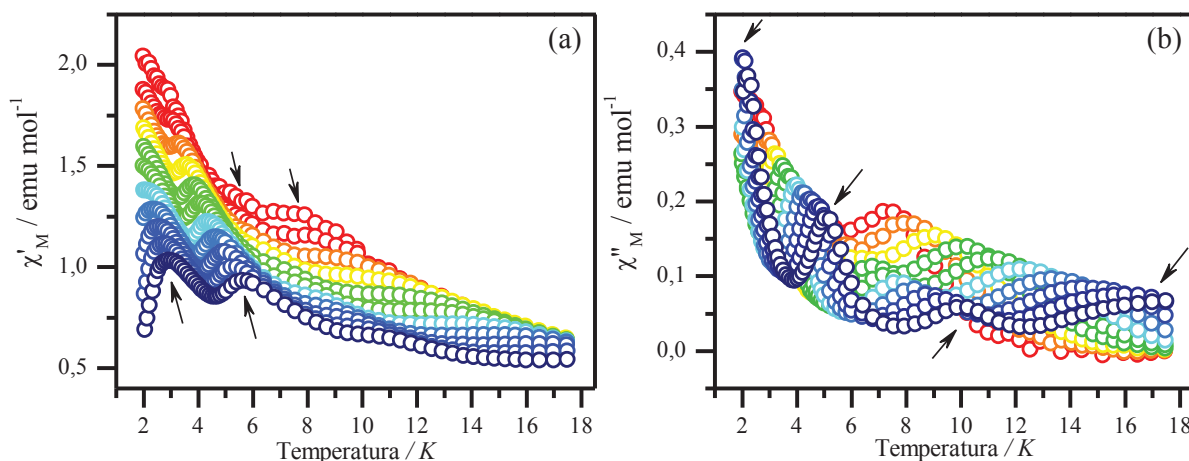 (a)
χ'M / emu mol-1
2,0
1,5
1,0
0,5
2 4 6 8 10 12 14 16 18
Temperatura / K
(b)
χ''M / emu mol-1
0,4
0,3
0,2
0,1
0,0
2 4 6 8 10 12 14 16 18
Temperatura / K